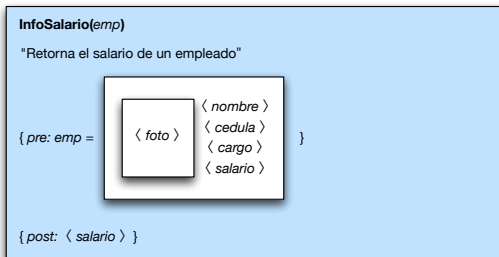 InfoSalario(emp)
"Retorna el salario de un empleado"
〈 nombre 〉
{ pre: emp = 〈 foto 〉 〈 cedula 〉 }
〈 cargo 〉
〈 salario 〉
{ post: 〈 salario 〉 }